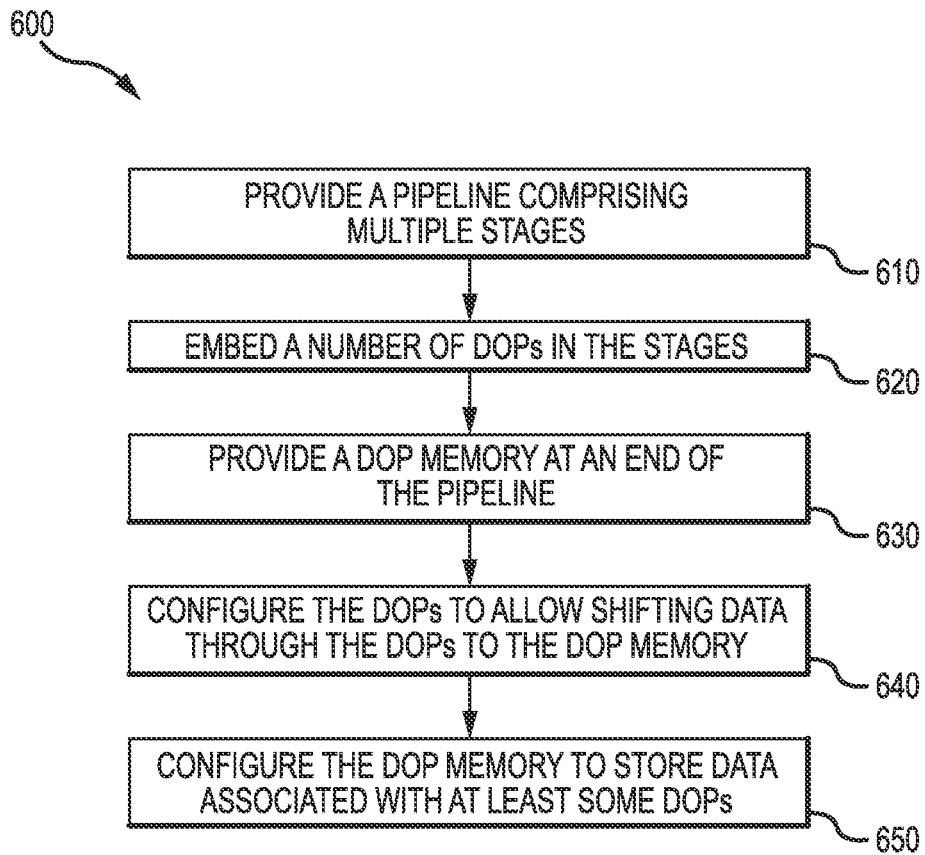 600
PROVIDE A PIPELINE COMPRISING
MULTIPLE STAGES
610
EMBED A NUMBER OF DOPs IN THE STAGES
620
PROVIDE A DOP MEMORY AT AN END OF
THE PIPELINE
630
CONFIGURE THE DOPs TO ALLOW SHIFTING DATA
THROUGH THE DOPs TO THE DOP MEMORY
640
CONFIGURE THE DOP MEMORY TO STORE DATA
ASSOCIATED WITH AT LEAST SOME DOPs
650